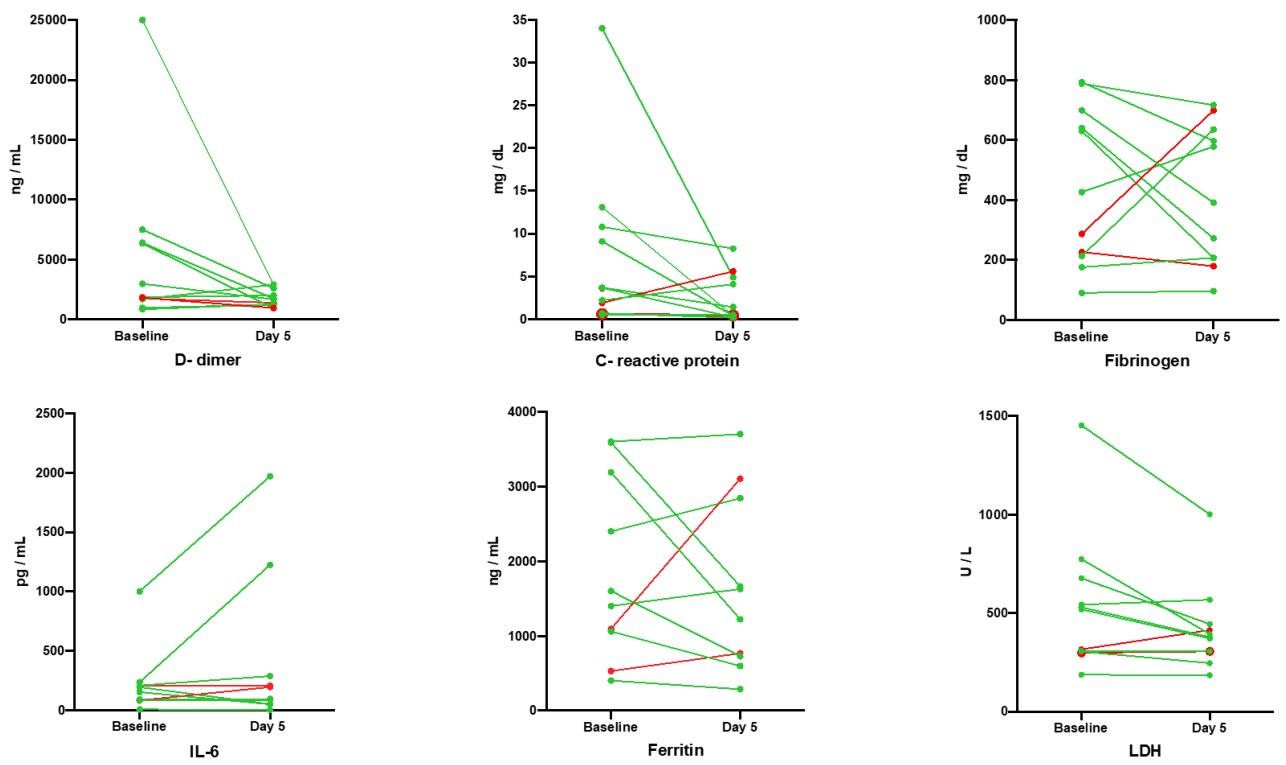 25000
20000
15000
10000
5000
0
ng / mL
Baseline
Day 5
D- dimer
35
30
25
20
15
10
5
0
mg / dL
Baseline
Day 5
C- reactive protein
1000
800
600
400
200
0
mg / dL
Baseline
Day 5
Fibrinogen
2500
2000
1500
1000
500
0
pg / mL
Baseline
Day 5
IL-6
4000
3000
2000
1000
0
ng / mL
Baseline
Day 5
Ferritin
1500
1000
500
0
U / L
Baseline
Day 5
LDH